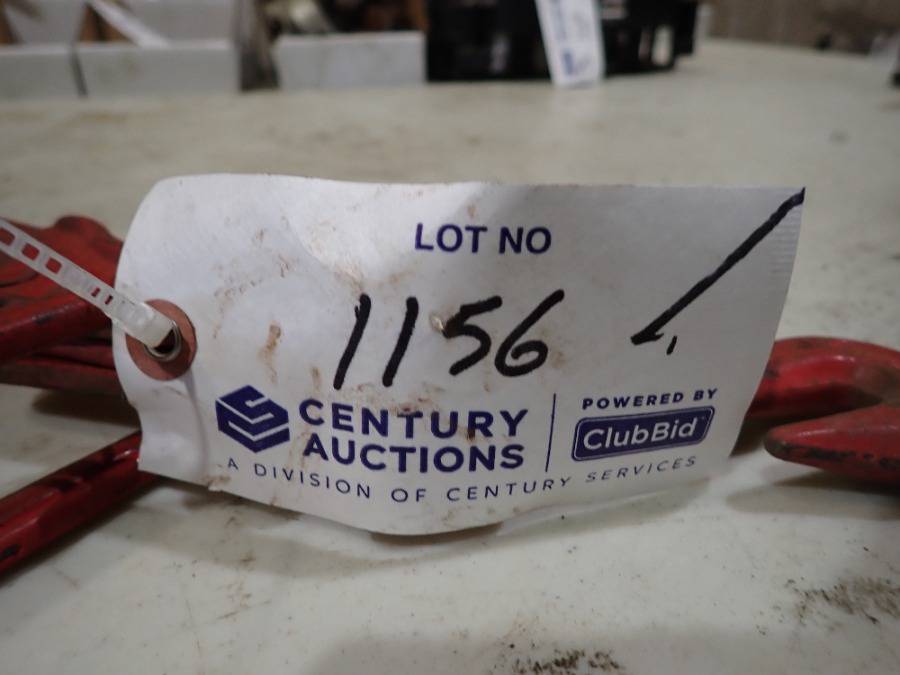 LOT NO
1156
CENTURY
AUCTIONS
A DIVISION OF CENTURY SERVICES
POWERED BY
ClubBid